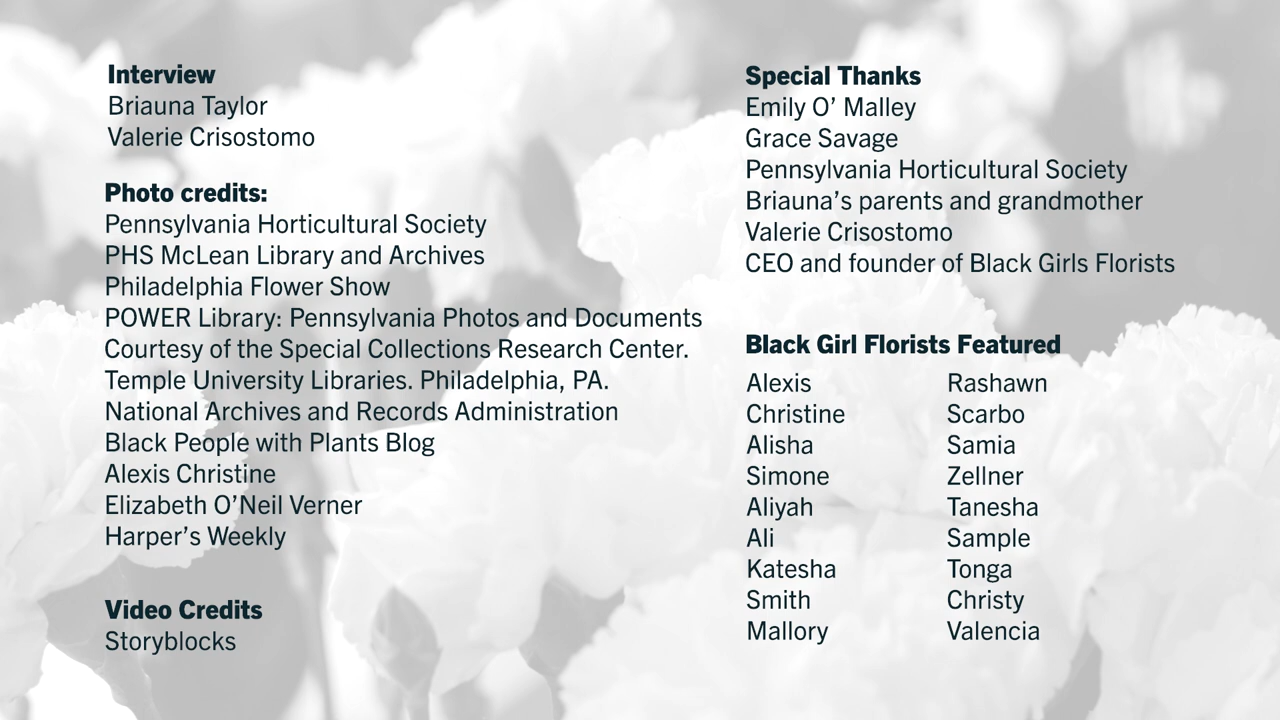 Interview
Briauna Taylor
Valerie Crisostomo
Photo credits:
Pennsylvania Horticultural Society
PHS McLean Library and Archives
Philadelphia Flower Show
POWER Library: Pennsylvania Photos and Documents
Courtesy of the Special Collections Research Center.
Temple University Libraries. Philadelphia, PA.
National Archives and Records Administration
Black People with Plants Blog
Alexis Christine
Elizabeth O’Neil Verner
Harper’s Weekly
Video Credits
Storyblocks
Special Thanks
Emily O’ Malley
Grace Savage
Pennsylvania Horticultural Society
Briauna’s parents and grandmother
Valerie Crisostomo
CEO and founder of Black Girls Florists
Black Girl Florists Featured
Alexis
Christine
Alisha
Simone
Aliyah
Ali
Katesha
Smith
Mallory
Rashawn
Scarbo
Samia
Zellner
Tanesha
Sample
Tonga
Christy
Valencia